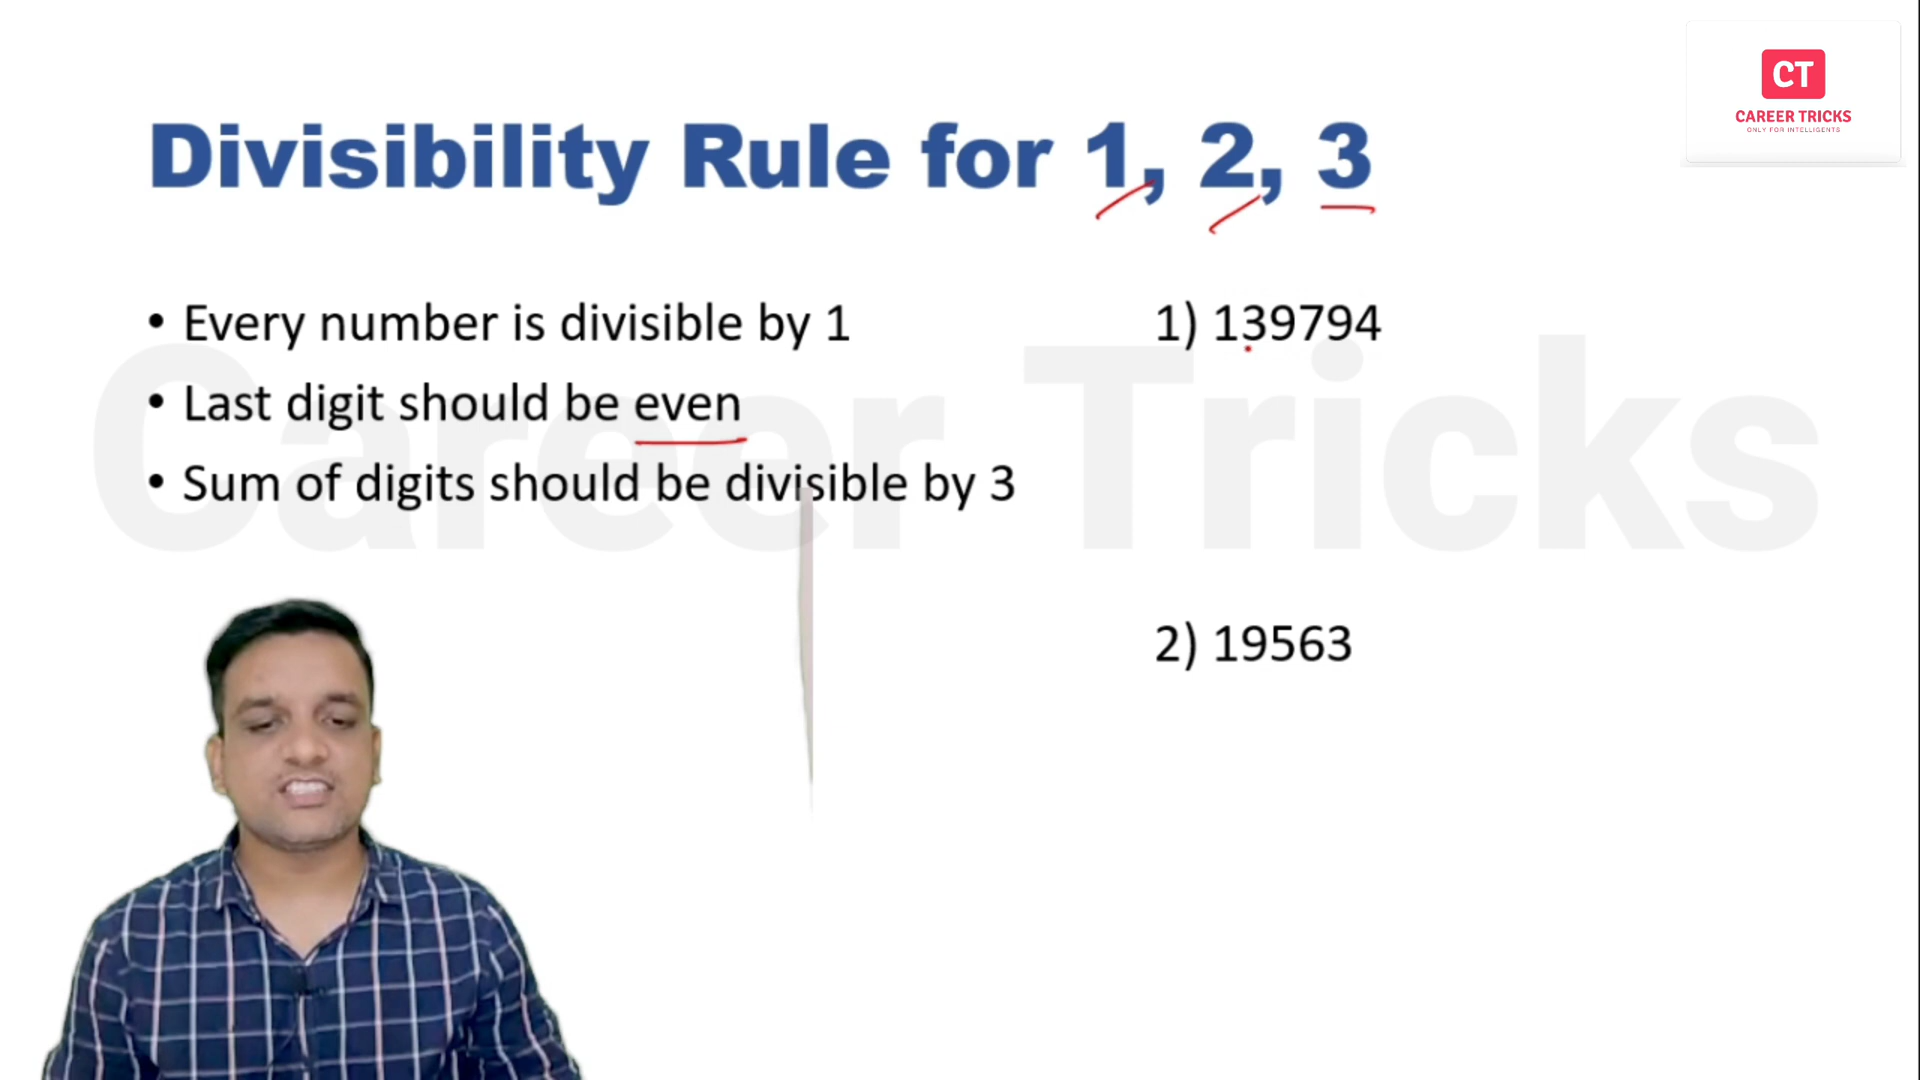 CT
CAREER TRICKS
ONLY FOR INTELLIGENTS
Divisibility Rule for 1, 2, 3
• Every number is divisible by 1
• Last digit should be even
• Sum of digits should be divisible by 3
1) 139794
2) 19563
Career Tricks